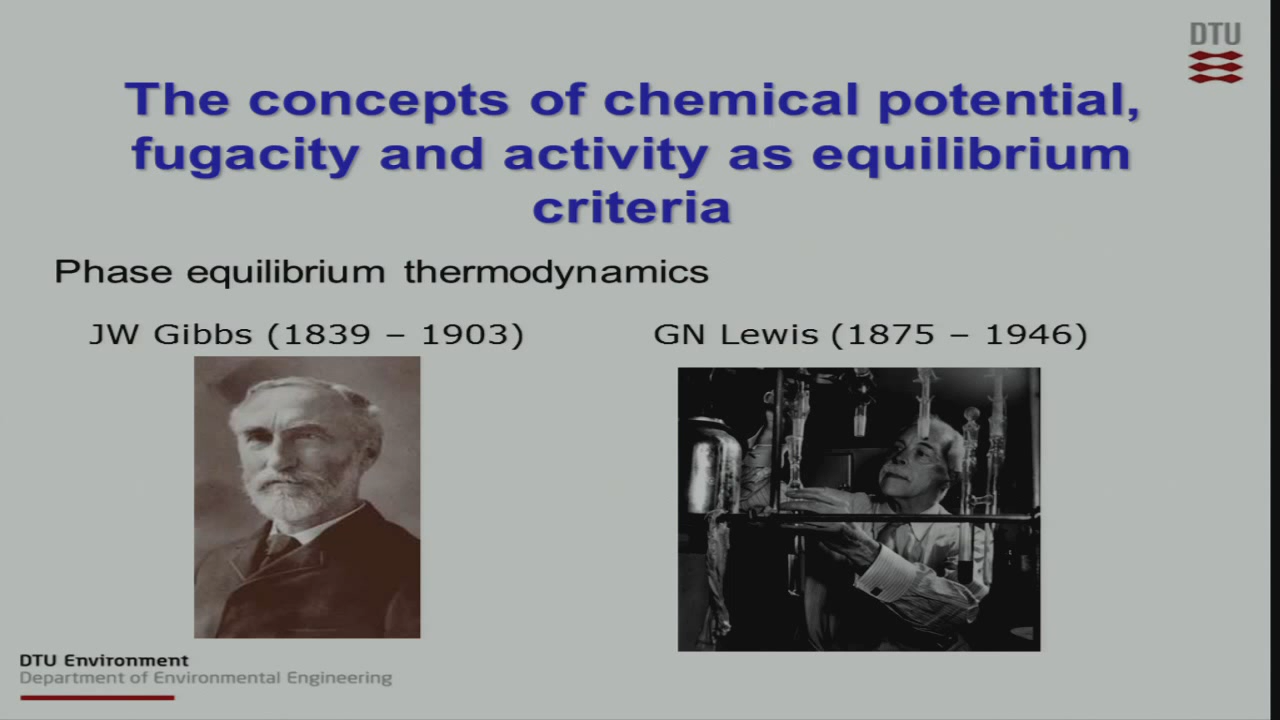 DTU
The concepts of chemical potential,
fugacity and activity as equilibrium
criteria
Phase equilibrium thermodynamics
JW Gibbs (1839 – 1903)
GN Lewis (1875 – 1946)
DTU Environment
Department of Environmental Engineering